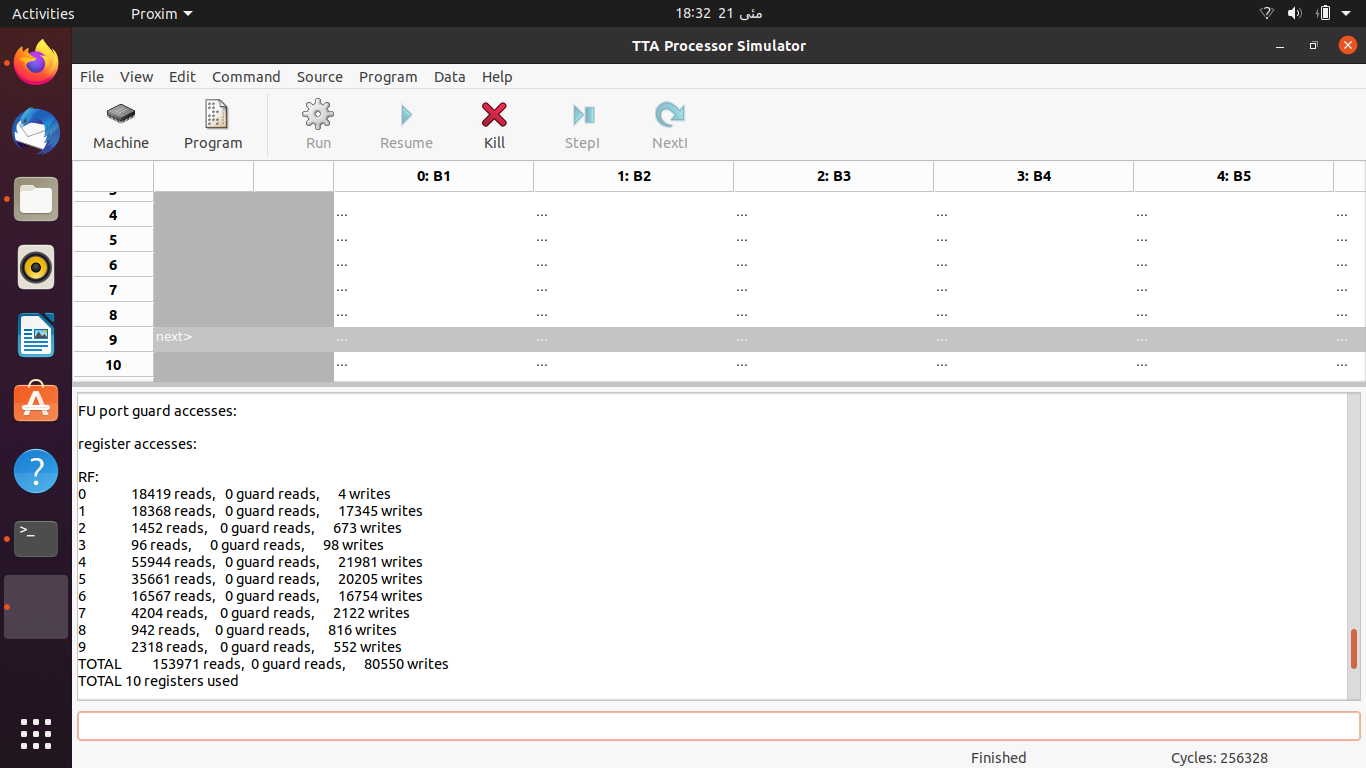 Activities Proxim 18:32 21 مئی
TTA Processor Simulator
File View Edit Command Source Program Data Help
Machine Program Run Resume Kill StepI NextI
0: B1 1: B2 2: B3 3: B4 4: B5
4 ... ... ... ... ... ...
5 ... ... ... ... ... ...
6 ... ... ... ... ... ...
7 ... ... ... ... ... ...
8 ... ... ... ... ... ...
9 next> ... ... ... ... ... ...
10 ... ... ... ... ... ...
FU port guard accesses:
register accesses:
RF:
0 18419 reads, 0 guard reads, 4 writes
1 18368 reads, 0 guard reads, 17345 writes
2 1452 reads, 0 guard reads, 673 writes
3 96 reads, 0 guard reads, 98 writes
4 55944 reads, 0 guard reads, 21981 writes
5 35661 reads, 0 guard reads, 20205 writes
6 16567 reads, 0 guard reads, 16754 writes
7 4204 reads, 0 guard reads, 2122 writes
8 942 reads, 0 guard reads, 816 writes
9 2318 reads, 0 guard reads, 552 writes
TOTAL 153971 reads, 0 guard reads, 80550 writes
TOTAL 10 registers used
Finished Cycles: 256328